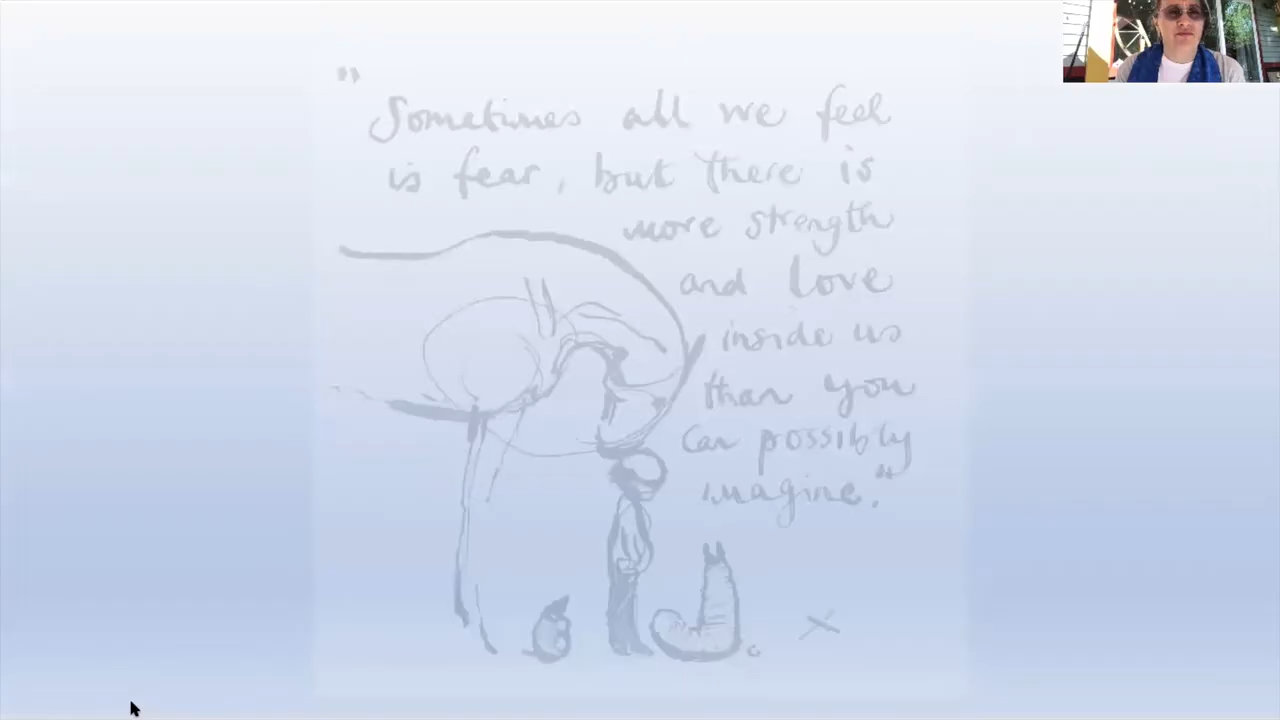 "Sometimes all we feel
is fear, but there is
more strength
and love
inside us
than you
can possibly
imagine."